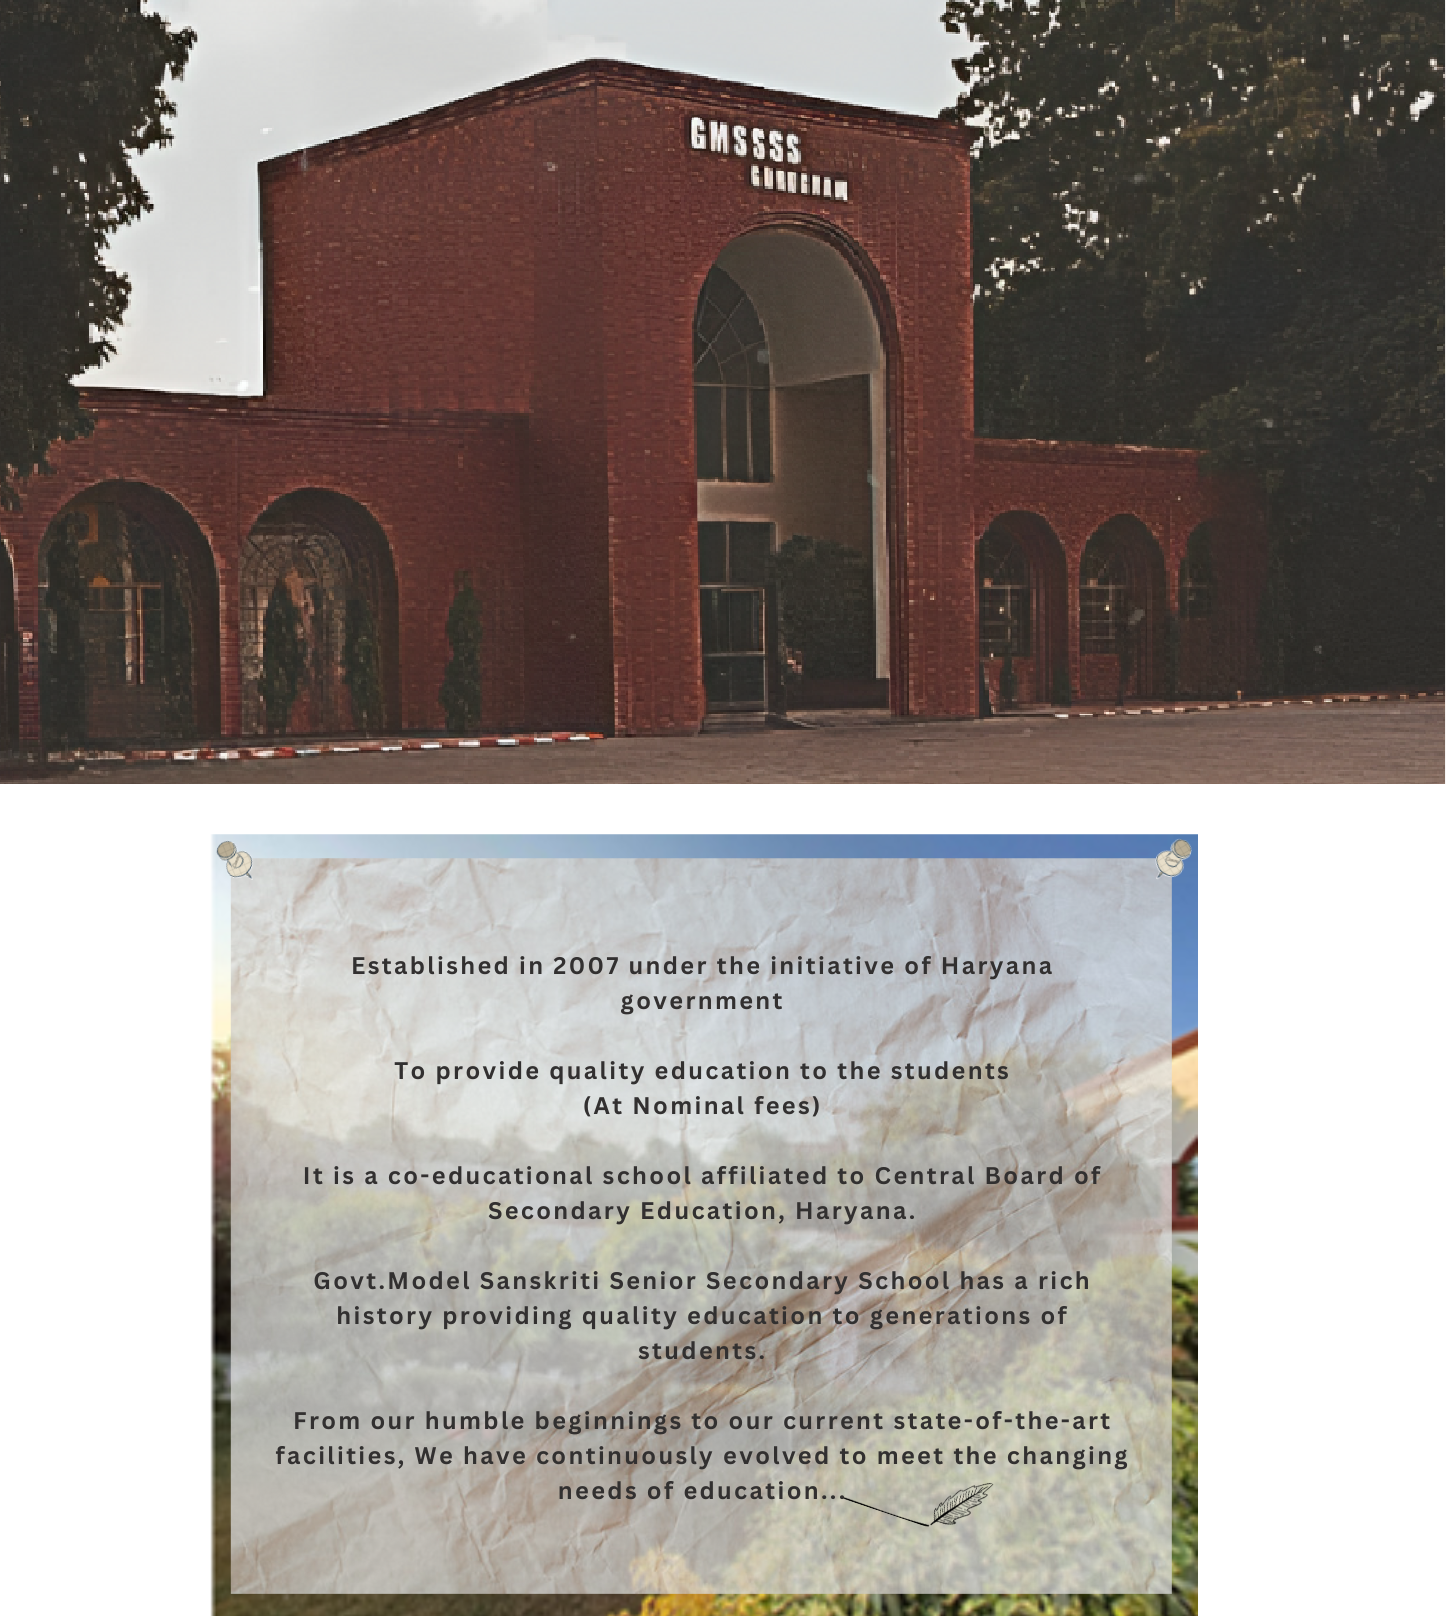 GMSSSS
GURUGRAM
Established in 2007 under the initiative of Haryana
government
To provide quality education to the students
(At Nominal fees)
It is a co-educational school affiliated to Central Board of
Secondary Education, Haryana.
Govt.Model Sanskriti Senior Secondary School has a rich
history providing quality education to generations of
students.
From our humble beginnings to our current state-of-the-art
facilities, We have continuously evolved to meet the changing
needs of education...